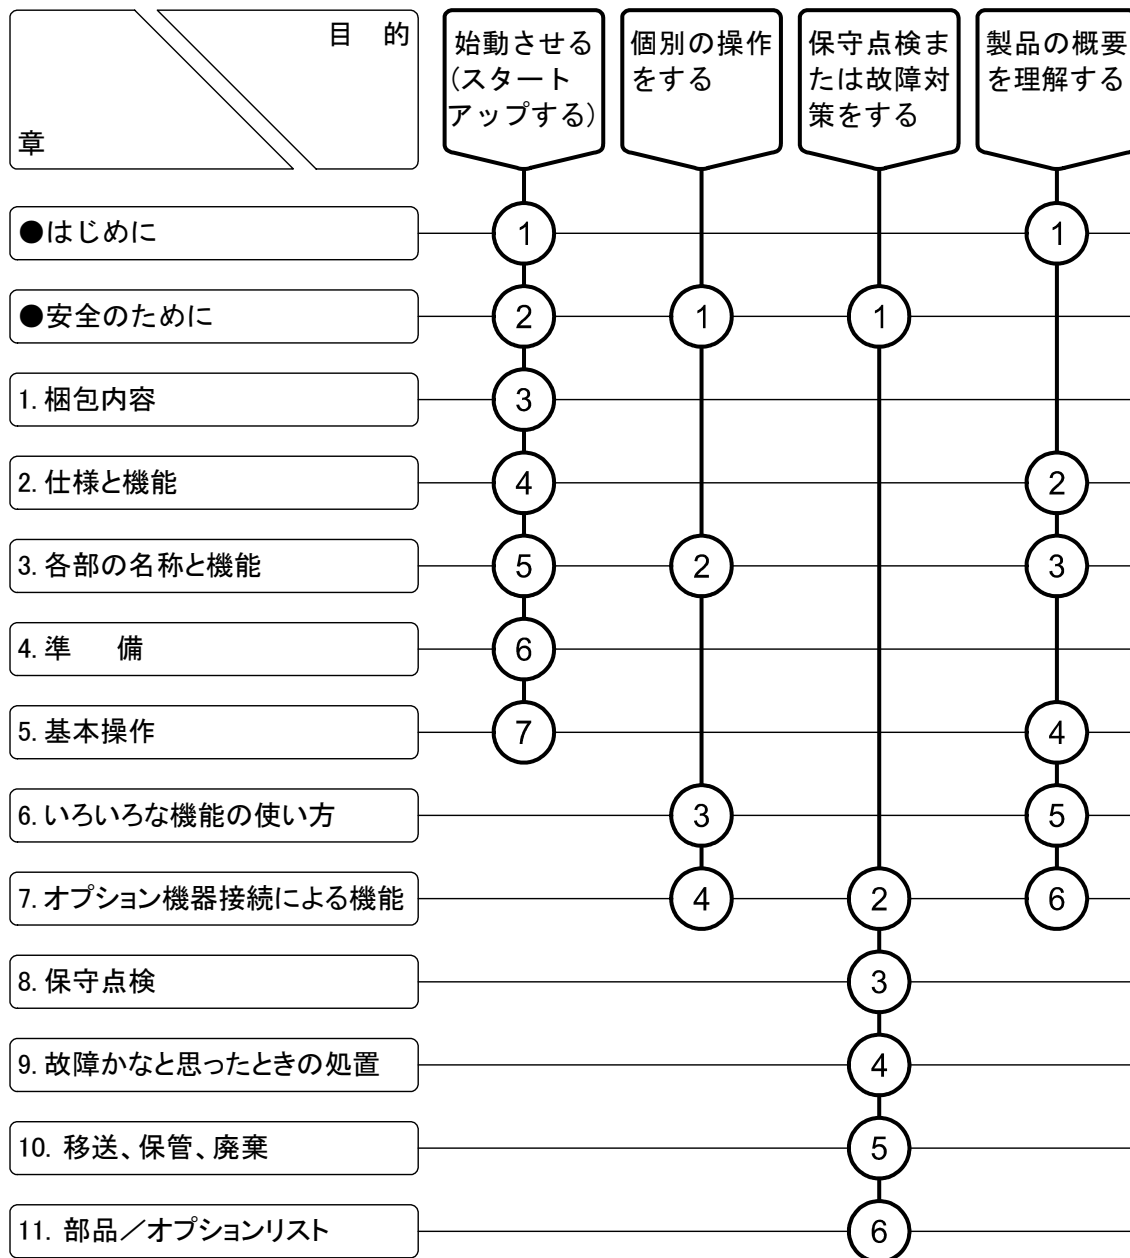 目 的
章
始動させる
(スタート
アップする)
個別の操作
をする
保守点検ま
たは故障対
策をする
製品の概要
を理解する
●はじめに
1
1
●安全のために
2
1
1
1. 梱包内容
3
2. 仕様と機能
4
2
3. 各部の名称と機能
5
2
3
4. 準 備
6
5. 基本操作
7
4
6. いろいろな機能の使い方
3
5
7. オプション機器接続による機能
4
2
6
8. 保守点検
3
9. 故障かなと思ったときの処置
4
10. 移送、保管、廃棄
5
11. 部品／オプションリスト
6